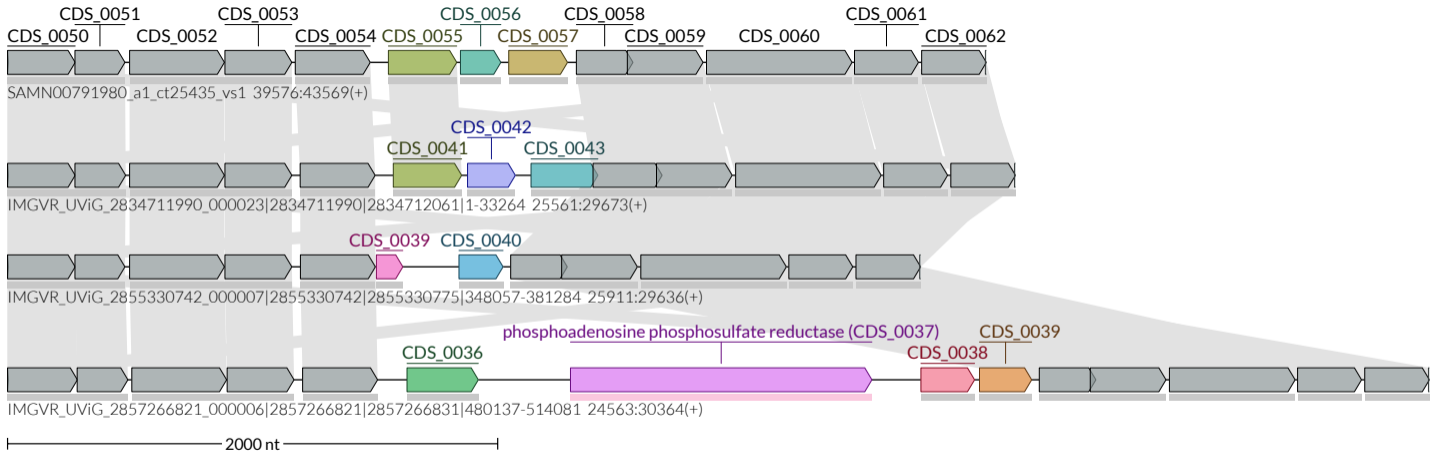 CDS_0051 CDS_0053 CDS_0056 CDS_0058 CDS_0061
CDS_0050 CDS_0052 CDS_0054 CDS_0055 CDS_0057 CDS_0059 CDS_0060 CDS_0062
SAMN00791980_a1_ct25435_vs1 39576:43569(+)
CDS_0042
CDS_0041 CDS_0043
IMGVR_UViG_2834711990_000023|2834711990|2834712061|1-33264 25561:29673(+)
CDS_0039 CDS_0040
IMGVR_UViG_2855330742_000007|2855330742|2855330775|348057-381284 25911:29636(+)
phosphoadenosine phosphosulfate reductase (CDS_0037) CDS_0039
CDS_0036 CDS_0038
IMGVR_UViG_2857266821_000006|2857266821|2857266831|480137-514081 24563:30364(+)
2000 nt